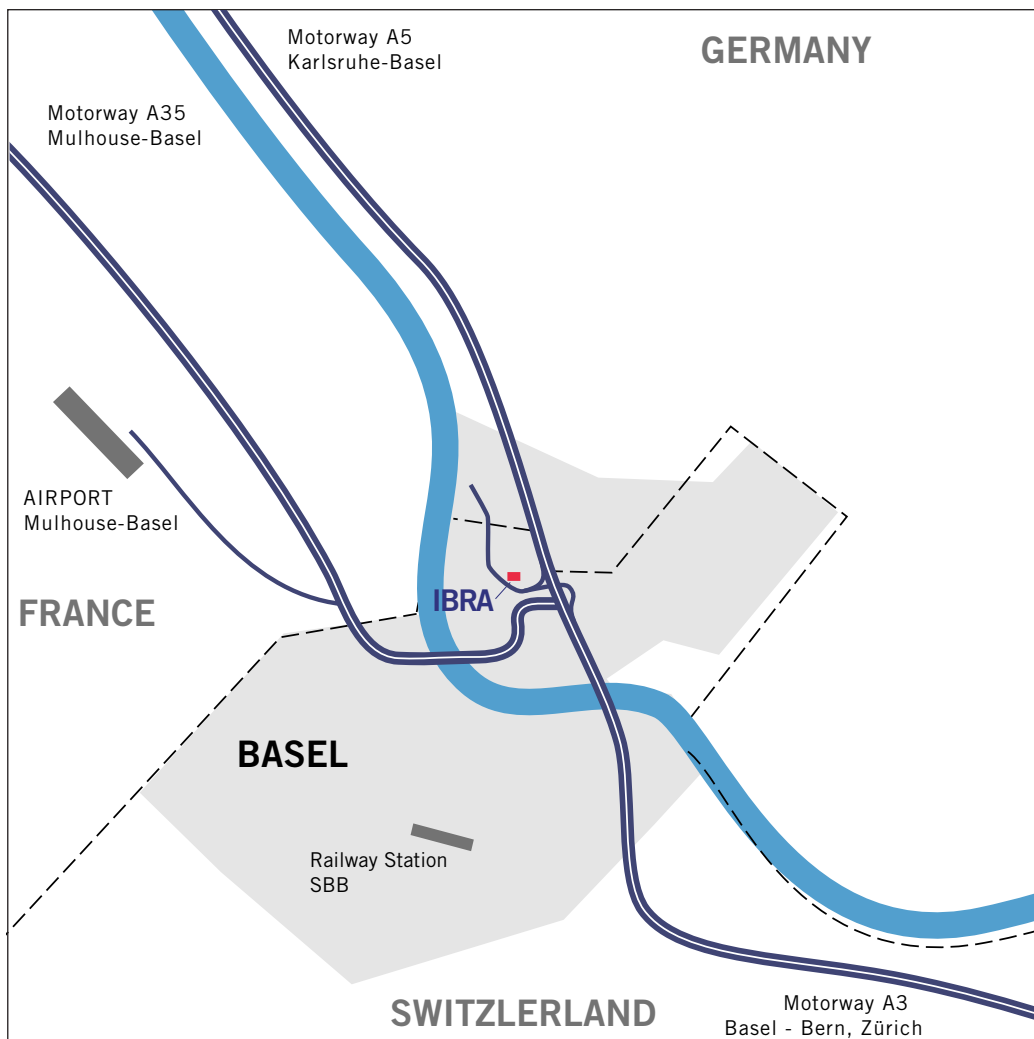 Motorway A5
Karlsruhe-Basel
GERMANY
Motorway A35
Mulhouse-Basel
AIRPORT
Mulhouse-Basel
FRANCE
IBRA
BASEL
Railway Station
SBB
SWITZLERLAND
Motorway A3
Basel - Bern, Zürich